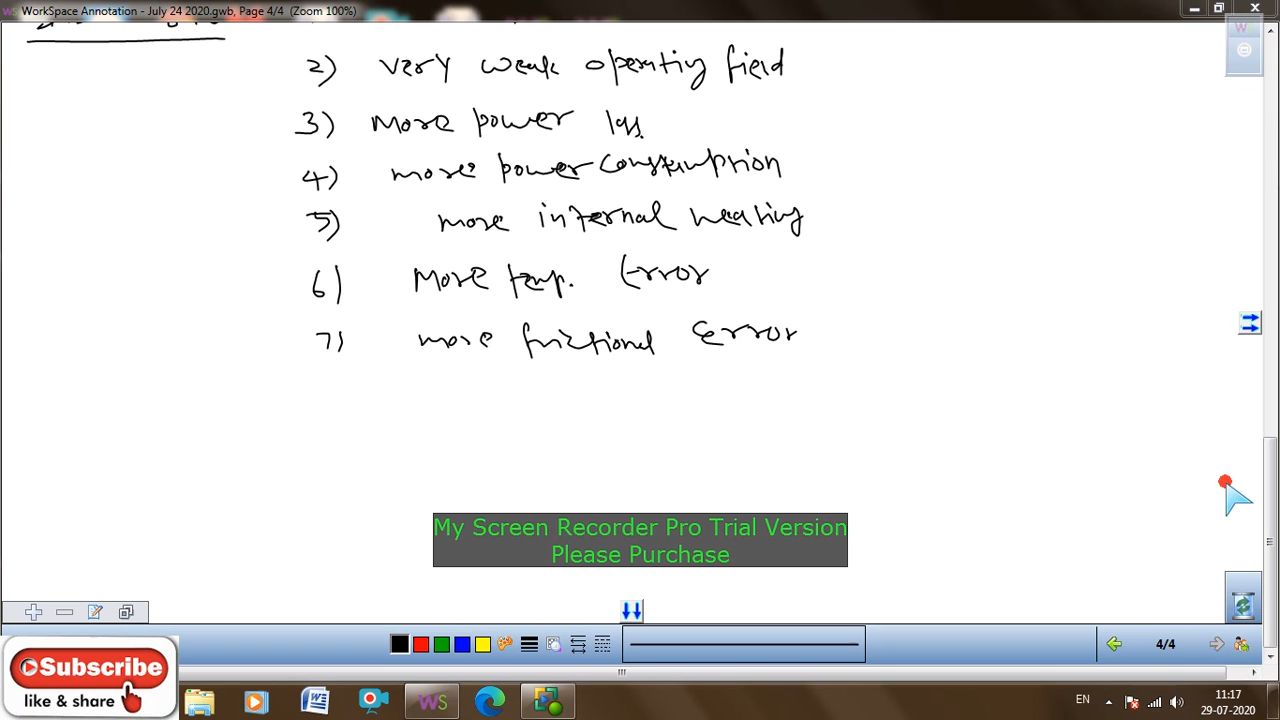 WorkSpace Annotation - July 24 2020.gwb, Page 4/4 (Zoom 100%)
2) Very weak operating field
3) More power loss
4) more power consumption
5) more internal heating
6) More temp. Error
7) more frictional Error
My Screen Recorder Pro Trial Version
Please Purchase
4/4
Subscribe
like & share
WS
EN
11:17
29-07-2020